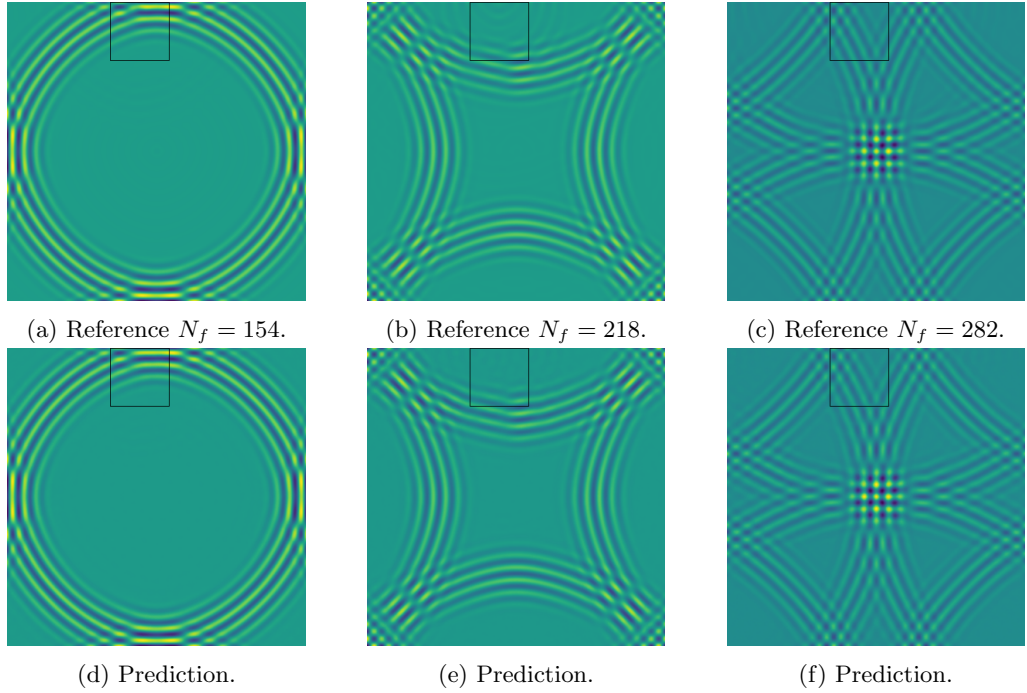 (a) Reference N_f = 154.
(b) Reference N_f = 218.
(c) Reference N_f = 282.
(d) Prediction.
(e) Prediction.
(f) Prediction.